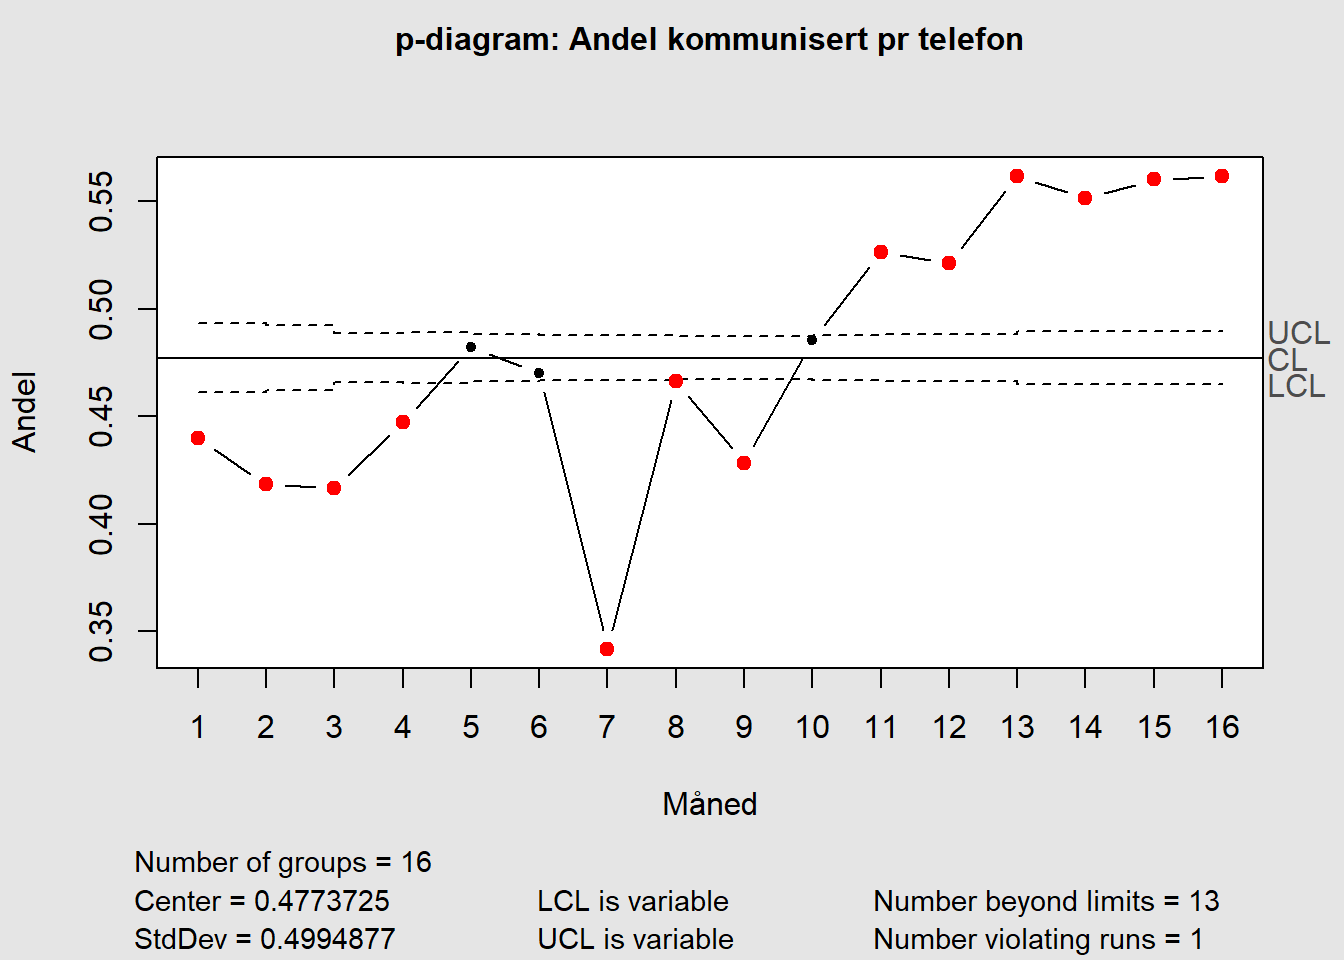 p-diagram: Andel kommunisert pr telefon
Andel
0.55
0.50
0.45
0.40
0.35
UCL
CL
LCL
1 2 3 4 5 6 7 8 9 10 11 12 13 14 15 16
Måned
Number of groups = 16
Center = 0.4773725 LCL is variable Number beyond limits = 13
StdDev = 0.4994877 UCL is variable Number violating runs = 1